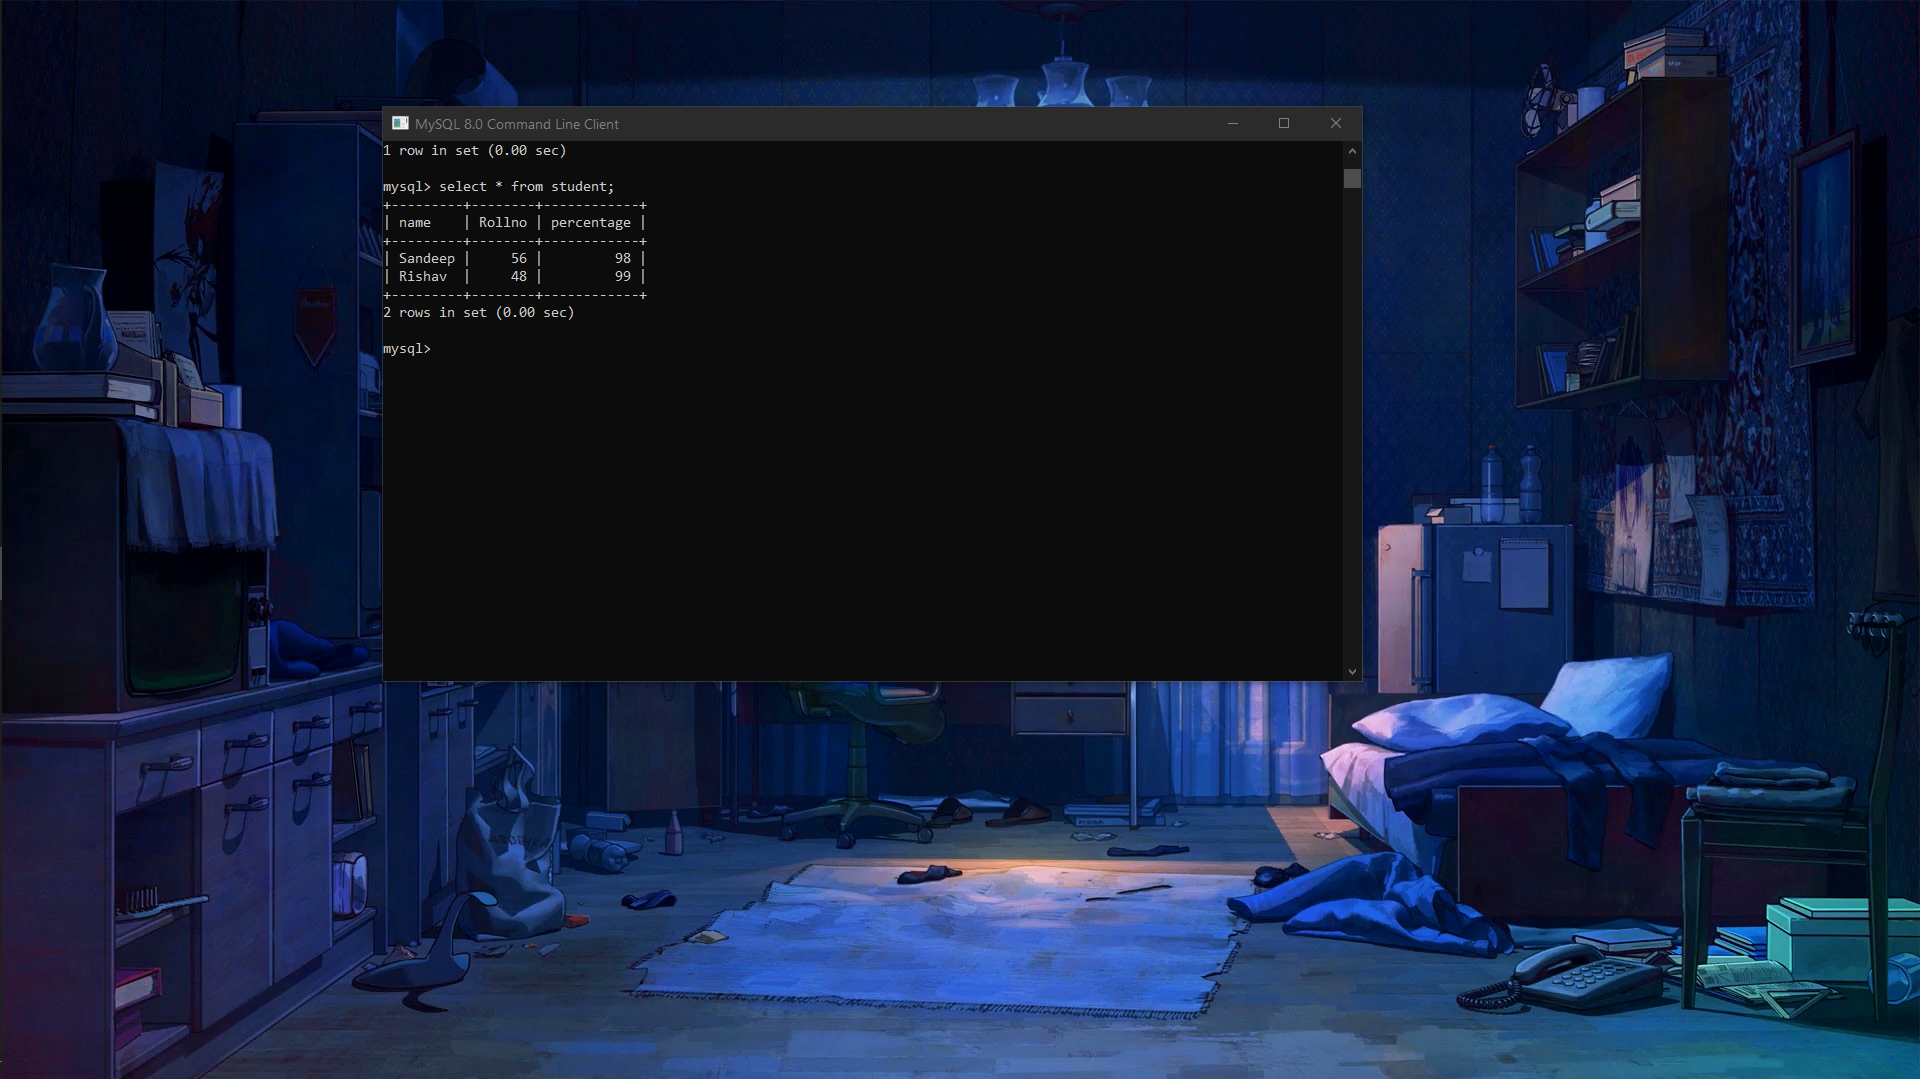 MySQL 8.0 Command Line Client
1 row in set (0.00 sec)
mysql> select * from student;
+---------+--------+------------+
| name    | Rollno | percentage |
+---------+--------+------------+
| Sandeep |     56 |         98 |
| Rishav  |     48 |         99 |
+---------+--------+------------+
2 rows in set (0.00 sec)
mysql>